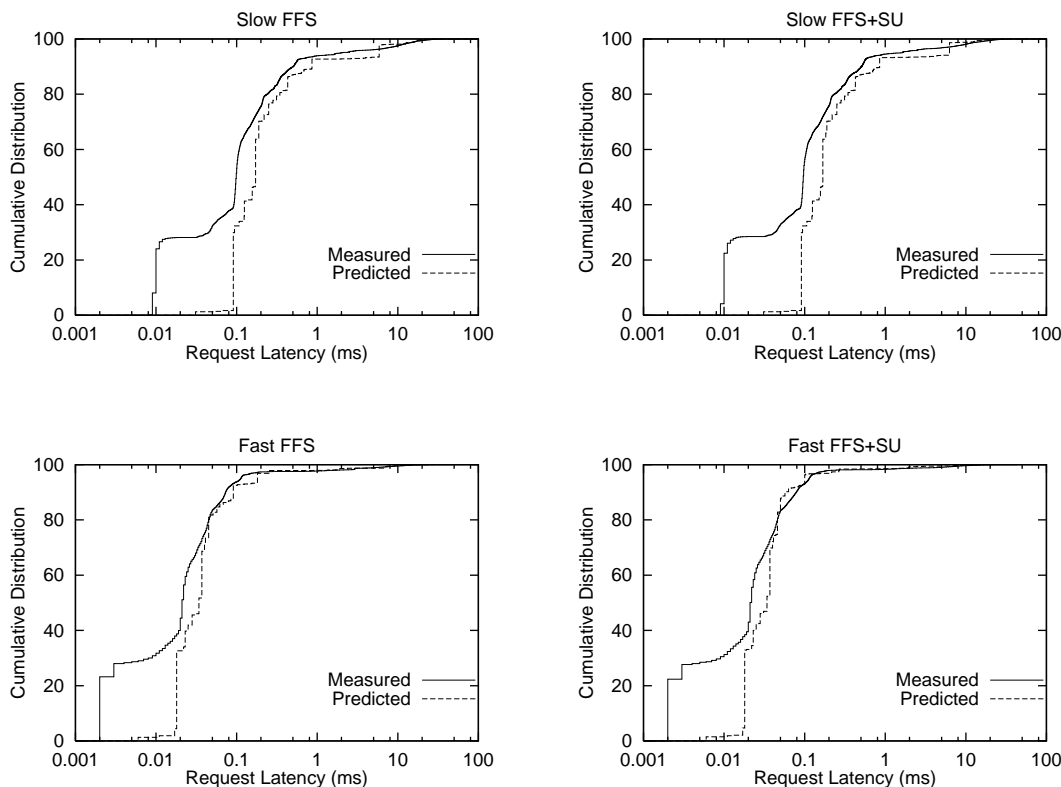 Slow FFS
100
80
60
40
20
0
Cumulative Distribution
Measured
Predicted
0.001 0.01 0.1 1 10 100
Request Latency (ms)
Slow FFS+SU
100
80
60
40
20
0
Cumulative Distribution
Measured
Predicted
0.001 0.01 0.1 1 10 100
Request Latency (ms)
Fast FFS
100
80
60
40
20
0
Cumulative Distribution
Measured
Predicted
0.001 0.01 0.1 1 10 100
Request Latency (ms)
Fast FFS+SU
100
80
60
40
20
0
Cumulative Distribution
Measured
Predicted
0.001 0.01 0.1 1 10 100
Request Latency (ms)